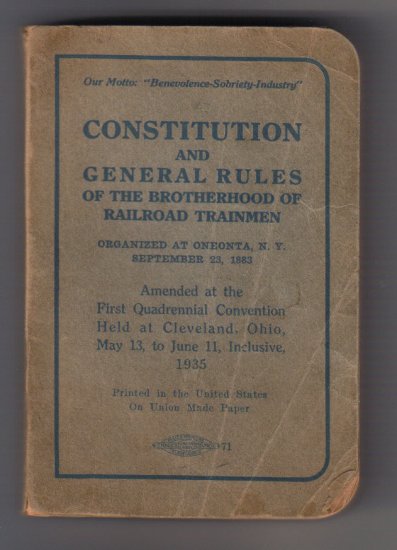 Our Motto: "Benevolence-Sobriety-Industry"
CONSTITUTION
AND
GENERAL RULES
OF THE BROTHERHOOD OF
RAILROAD TRAINMEN
ORGANIZED AT ONEONTA, N. Y.
SEPTEMBER 23, 1883
Amended at the
First Quadrennial Convention
Held at Cleveland, Ohio,
May 13, to June 11, Inclusive,
1935
Printed in the United States
On Union Made Paper
71